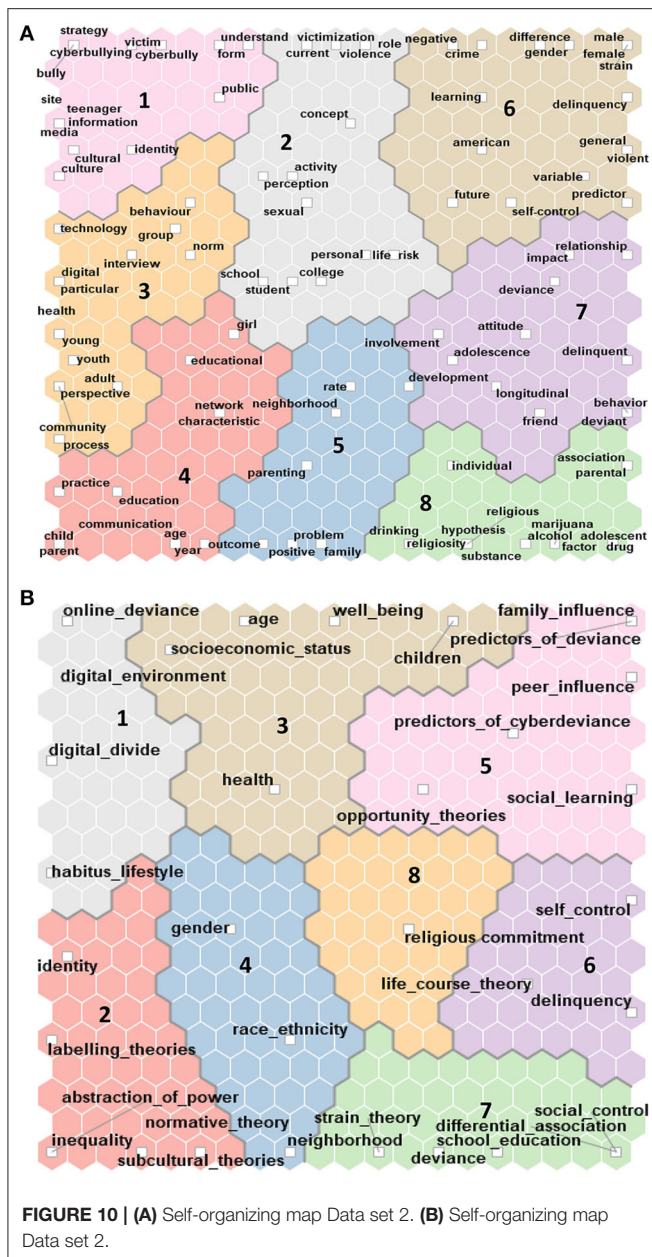 A
strategy
understand
victimization
role
negative
difference
male
cyberbullying
victim
cyberbully
form
current
violence
crime
gender
female
strain
bully
public
learning
delinquency
site
1
teenager
information
media
concept
6
2
american
general
cultural
identity
violent
culture
activity
perception
variable
behaviour
sexual
future
self-control
predictor
technology
group
norm
relationship
interview
personal
life
risk
impact
digital
particular
school
student
college
deviance
3
7
health
girl
involvement
attitude
young
youth
educational
adolescence
delinquent
adult
perspective
rate
development
network
characteristic
neighborhood
longitudinal
behavior
community
process
friend
deviant
4
parenting
5
individual
association
parental
practice
education
8
religious
communication
drinking
hypothesis
marijuana
child
parent
age
year
outcome
problem
positive
family
religiosity
substance
alcohol
factor
adolescent
drug
B
online_deviance
age
well_being
family_influence
socioeconomic_status
children
predictors_of_deviance
digital_environment
peer_influence
1
3
predictors_of_cyberdeviance
digital_divide
5
health
opportunity_theories
social_learning
habitus_lifestyle
8
self_control
gender
religious commitment
identity
4
6
2
life_course_theory
delinquency
labelling_theories
race_ethnicity
abstraction_of_power
7
social_control
normative_theory
strain_theory
differential_association
inequality
neighborhood
school_education
subcultural_theories
deviance
FIGURE 10 | (A) Self-organizing map Data set 2. (B) Self-organizing map
Data set 2.